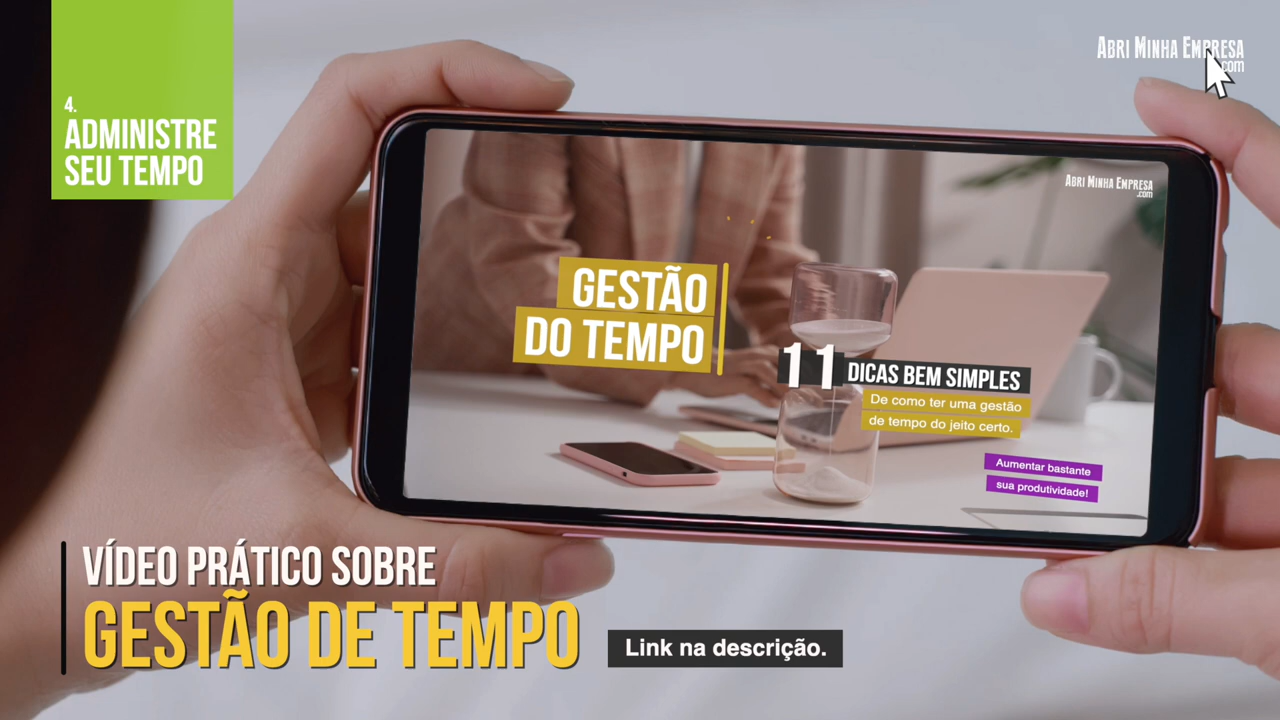 4.
ADMINISTRE
SEU TEMPO
ABRI MINHA EMPRESA
.com
ABRI MINHA EMPRESA
.com
GESTÃO
DO TEMPO
11 DICAS BEM SIMPLES
De como ter uma gestão
de tempo do jeito certo.
Aumentar bastante
sua produtividade!
VÍDEO PRÁTICO SOBRE
GESTÃO DE TEMPO
Link na descrição.